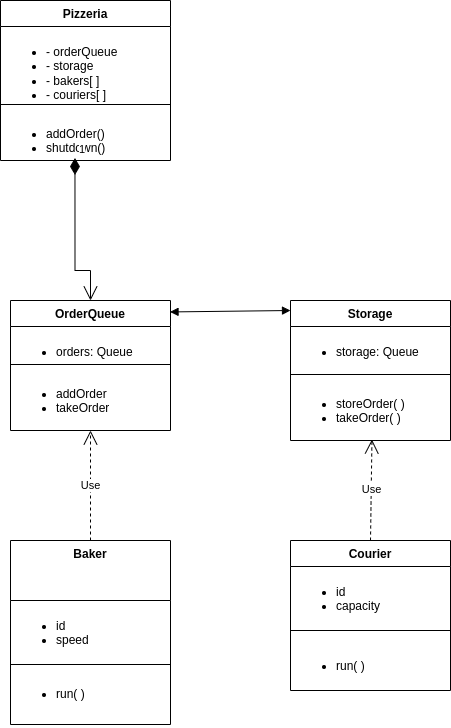 Pizzeria
- orderQueue
- storage
- bakers[ ]
- couriers[ ]
addOrder()
shutdown()
1
OrderQueue
orders: Queue
addOrder
takeOrder
Storage
storage: Queue
storeOrder( )
takeOrder( )
Use
Use
Baker
id
speed
run( )
Courier
id
capacity
run( )